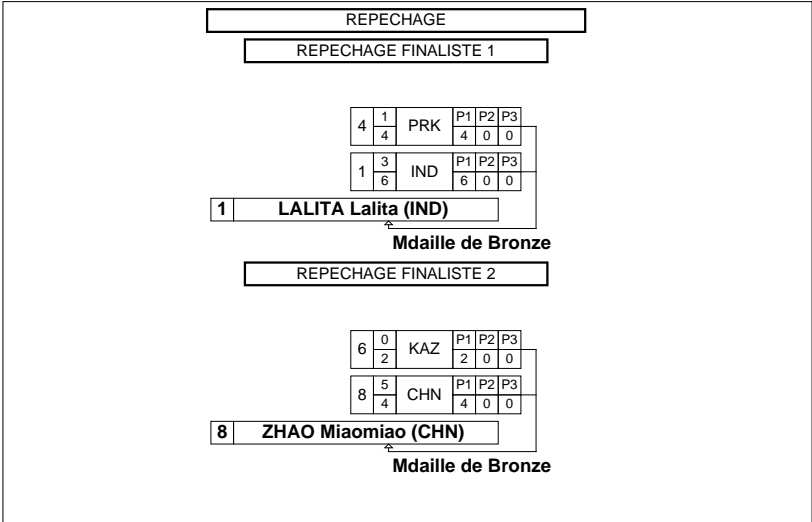 REPECHAGE
REPECHAGE FINALISTE 1
4 1 PRK P1 P2 P3
4 4 0 0
1 3 IND P1 P2 P3
6 6 0 0
1 LALITA Lalita (IND)
Mdaille de Bronze
REPECHAGE FINALISTE 2
6 0 KAZ P1 P2 P3
2 2 0 0
8 5 CHN P1 P2 P3
4 4 0 0
8 ZHAO Miaomiao (CHN)
Mdaille de Bronze